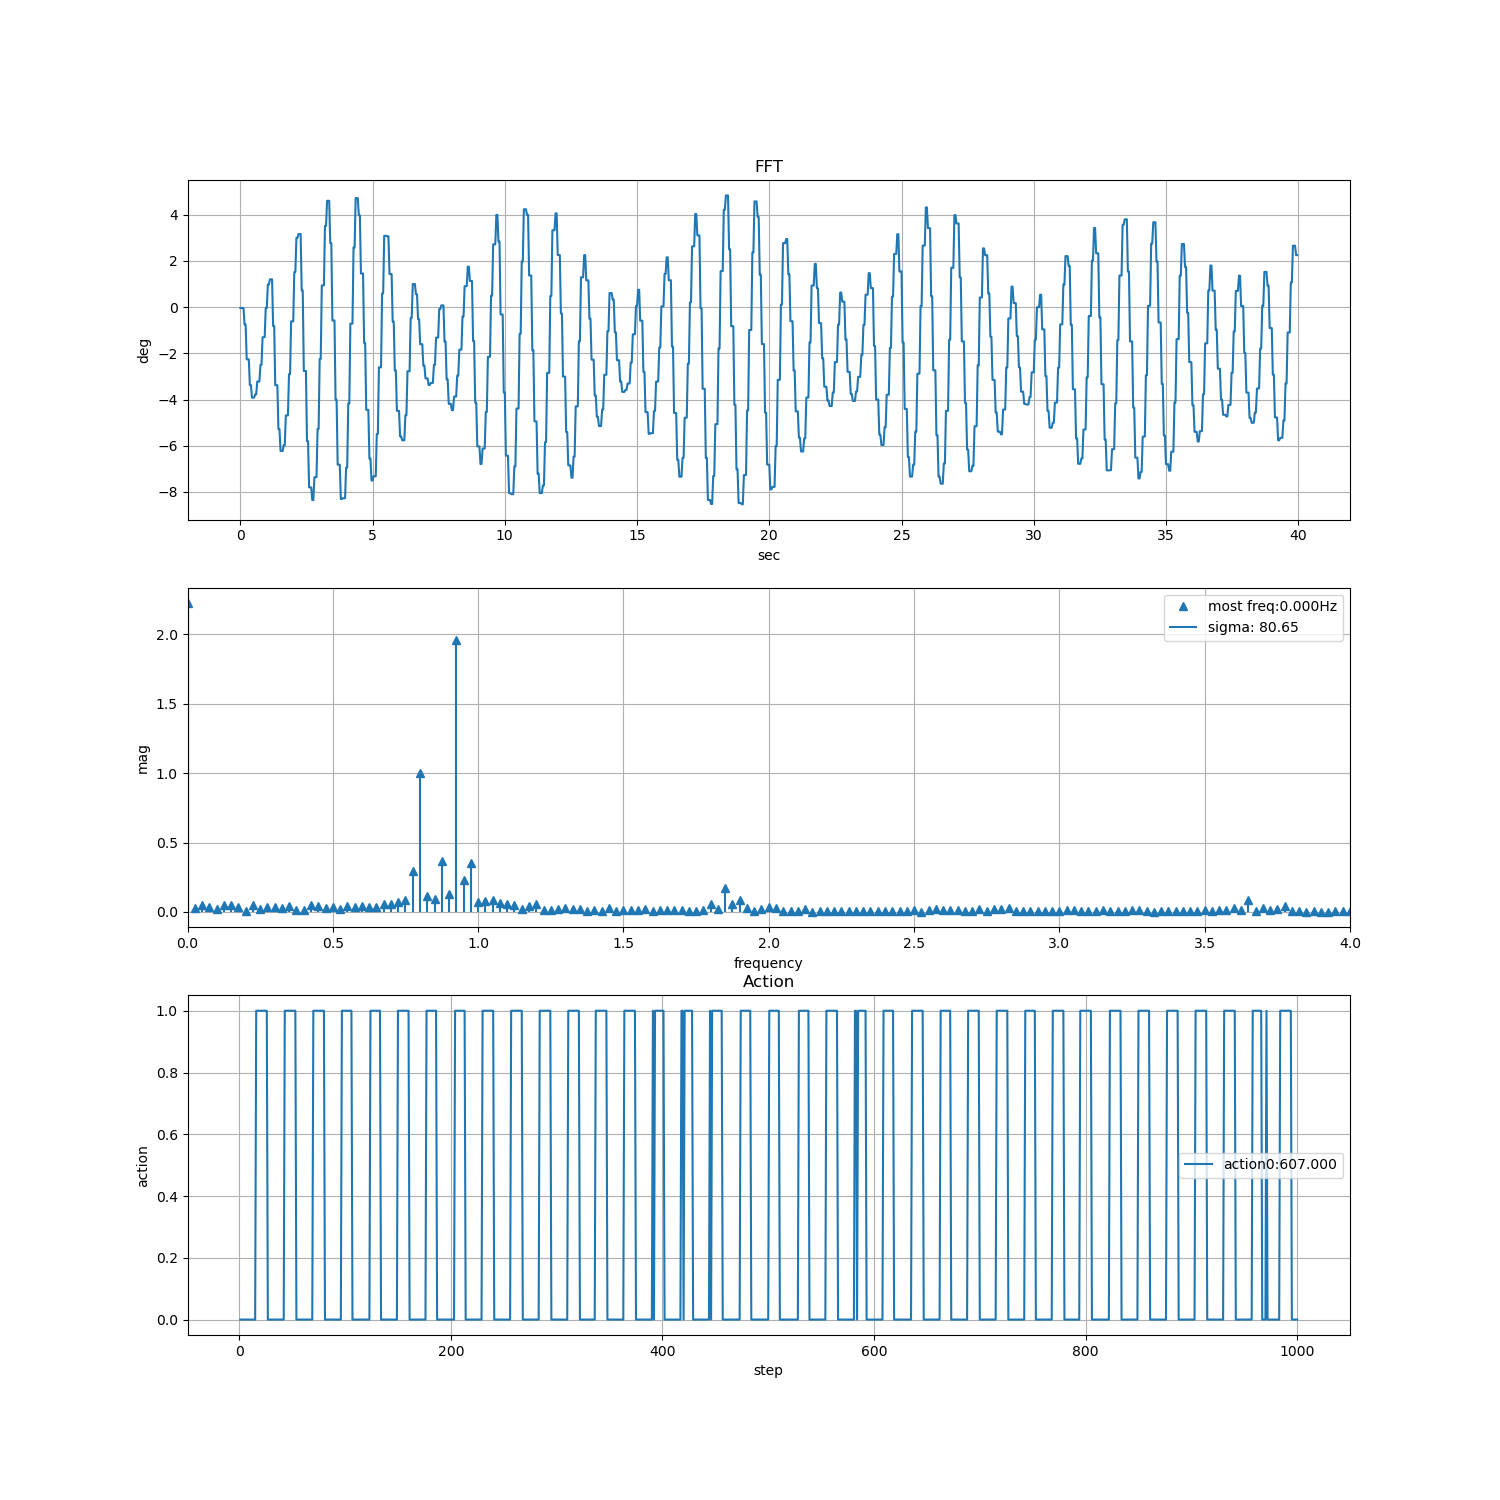 FFT
4
2
0
−2
−4
−6
−8
deg
0 5 10 15 20 25 30 35 40
sec
most freq:0.000Hz
sigma: 80.65
2.0
1.5
1.0
0.5
0.0
mag
0.0 0.5 1.0 1.5 2.0 2.5 3.0 3.5 4.0
frequency
Action
1.0
0.8
0.6
0.4
0.2
0.0
action
action0:607.000
0 200 400 600 800 1000
step